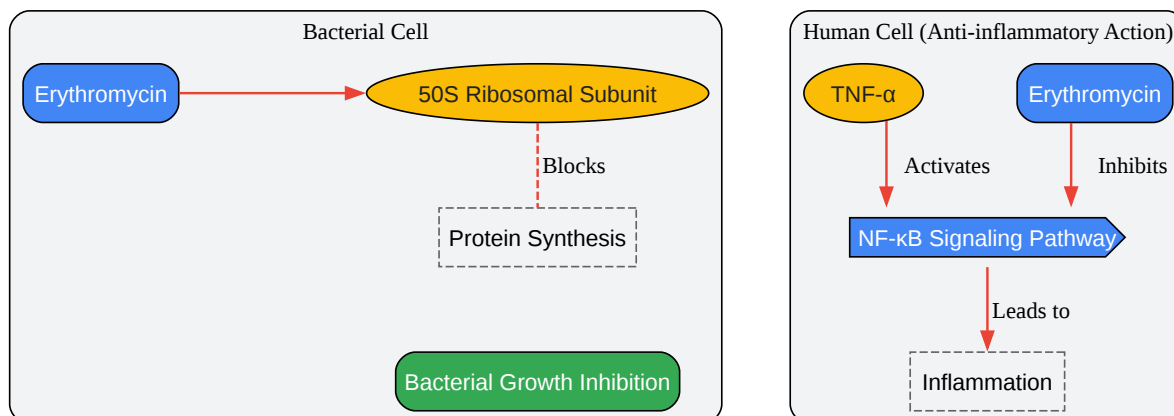 Bacterial Cell
Erythromycin
50S Ribosomal Subunit
Blocks
Protein Synthesis
Bacterial Growth Inhibition
Human Cell (Anti-inflammatory Action)
TNF-α
Erythromycin
Activates
Inhibits
NF-κB Signaling Pathway
Leads to
Inflammation